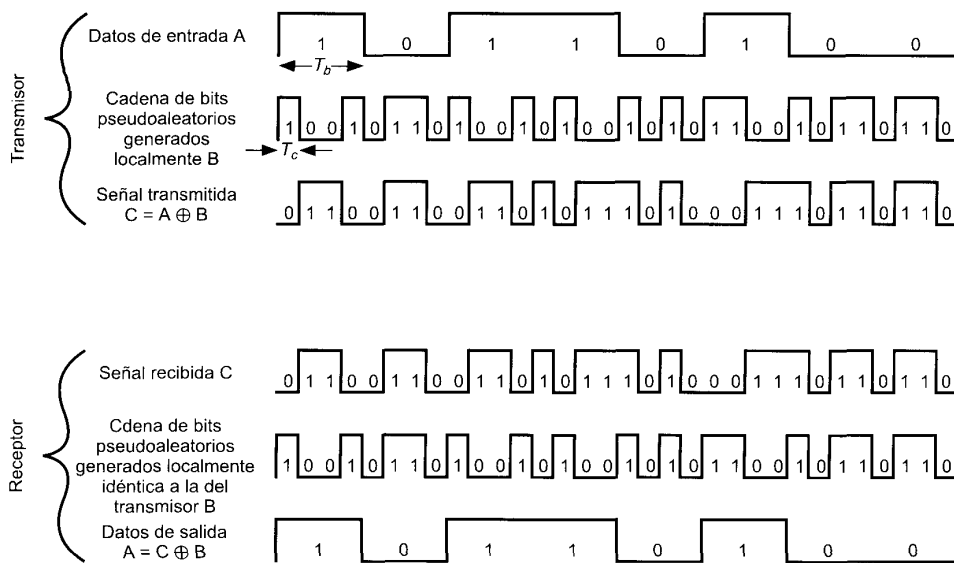 Transmisor
Datos de entrada A
1 0 1 1 0 1 0 0
T_b
Cadena de bits
pseudoaleatorios
generados
localmente B
1 0 0 1 0 1 1 0 1 0 0 1 0 1 0 0 1 0 1 0 1 1 0 0 1 0 1 1 0 1 1 0
T_c
Señal transmitida
C = A ⊕ B
0 1 1 0 0 1 1 0 0 1 1 0 1 0 1 1 1 0 1 0 0 0 1 1 1 0 1 1 0 1 1 0
Receptor
Señal recibida C
0 1 1 0 0 1 1 0 0 1 1 0 1 0 1 1 1 0 1 0 0 0 1 1 1 0 1 1 0 1 1 0
Cdena de bits
pseudoaleatorios
generados localmente
idéntica a la del
transmisor B
1 0 0 1 0 1 1 0 1 0 0 1 0 1 0 0 1 0 1 0 1 1 0 0 1 0 1 1 0 1 1 0
Datos de salida
A = C ⊕ B
1 0 1 1 0 1 0 0